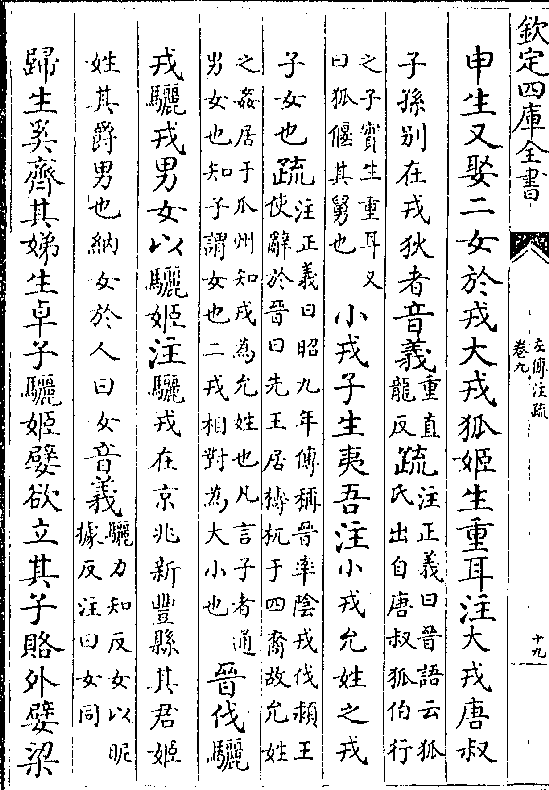 欽定四庫全書
左傳注疏
卷九
十九
申生又娶二女於戎大戎狐姬生重耳注大戎唐叔
子孫別在戎狄者音義重直龍反疏注正義曰晉語云狐氏出自唐叔狐伯行
之子實生重耳又曰狐偃其舅也 小戎子生夷吾注小戎允姓之戎
子女也疏注正義曰昭九年傳稱晉率陰戎伐潁王使辭於晉曰先王居檮杌于四裔故允姓
之姦居于瓜州知戎為允姓也凡言子者通男女也知子謂女也二戎相對為大小也 晉伐驪
戎驪戎男女以驪姬注驪戎在京兆新豐縣其君姬
姓其爵男也納女於人曰女音義驪力知反女以昵據反注曰女同
歸生奚齊其娣生卓子驪姬嬖欲立其子賂外嬖梁